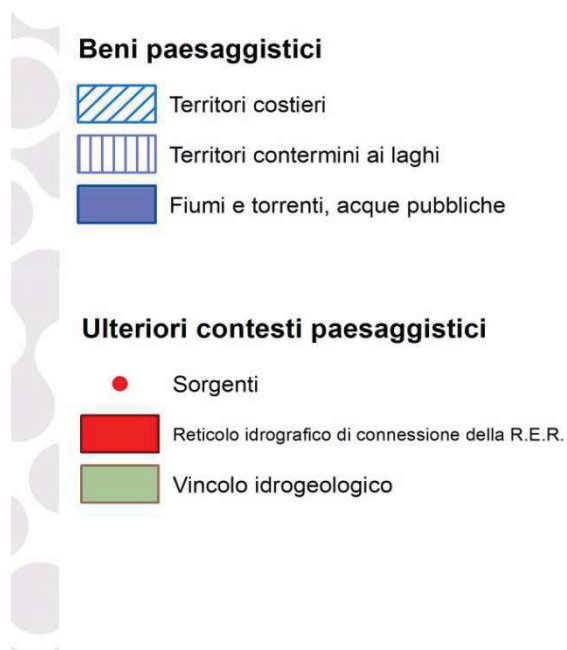 Beni paesaggistici
Territori costieri
Territori contermini ai laghi
Fiumi e torrenti, acque pubbliche
Ulteriori contesti paesaggistici
Sorgenti
Reticolo idrografico di connessione della R.E.R.
Vincolo idrogeologico